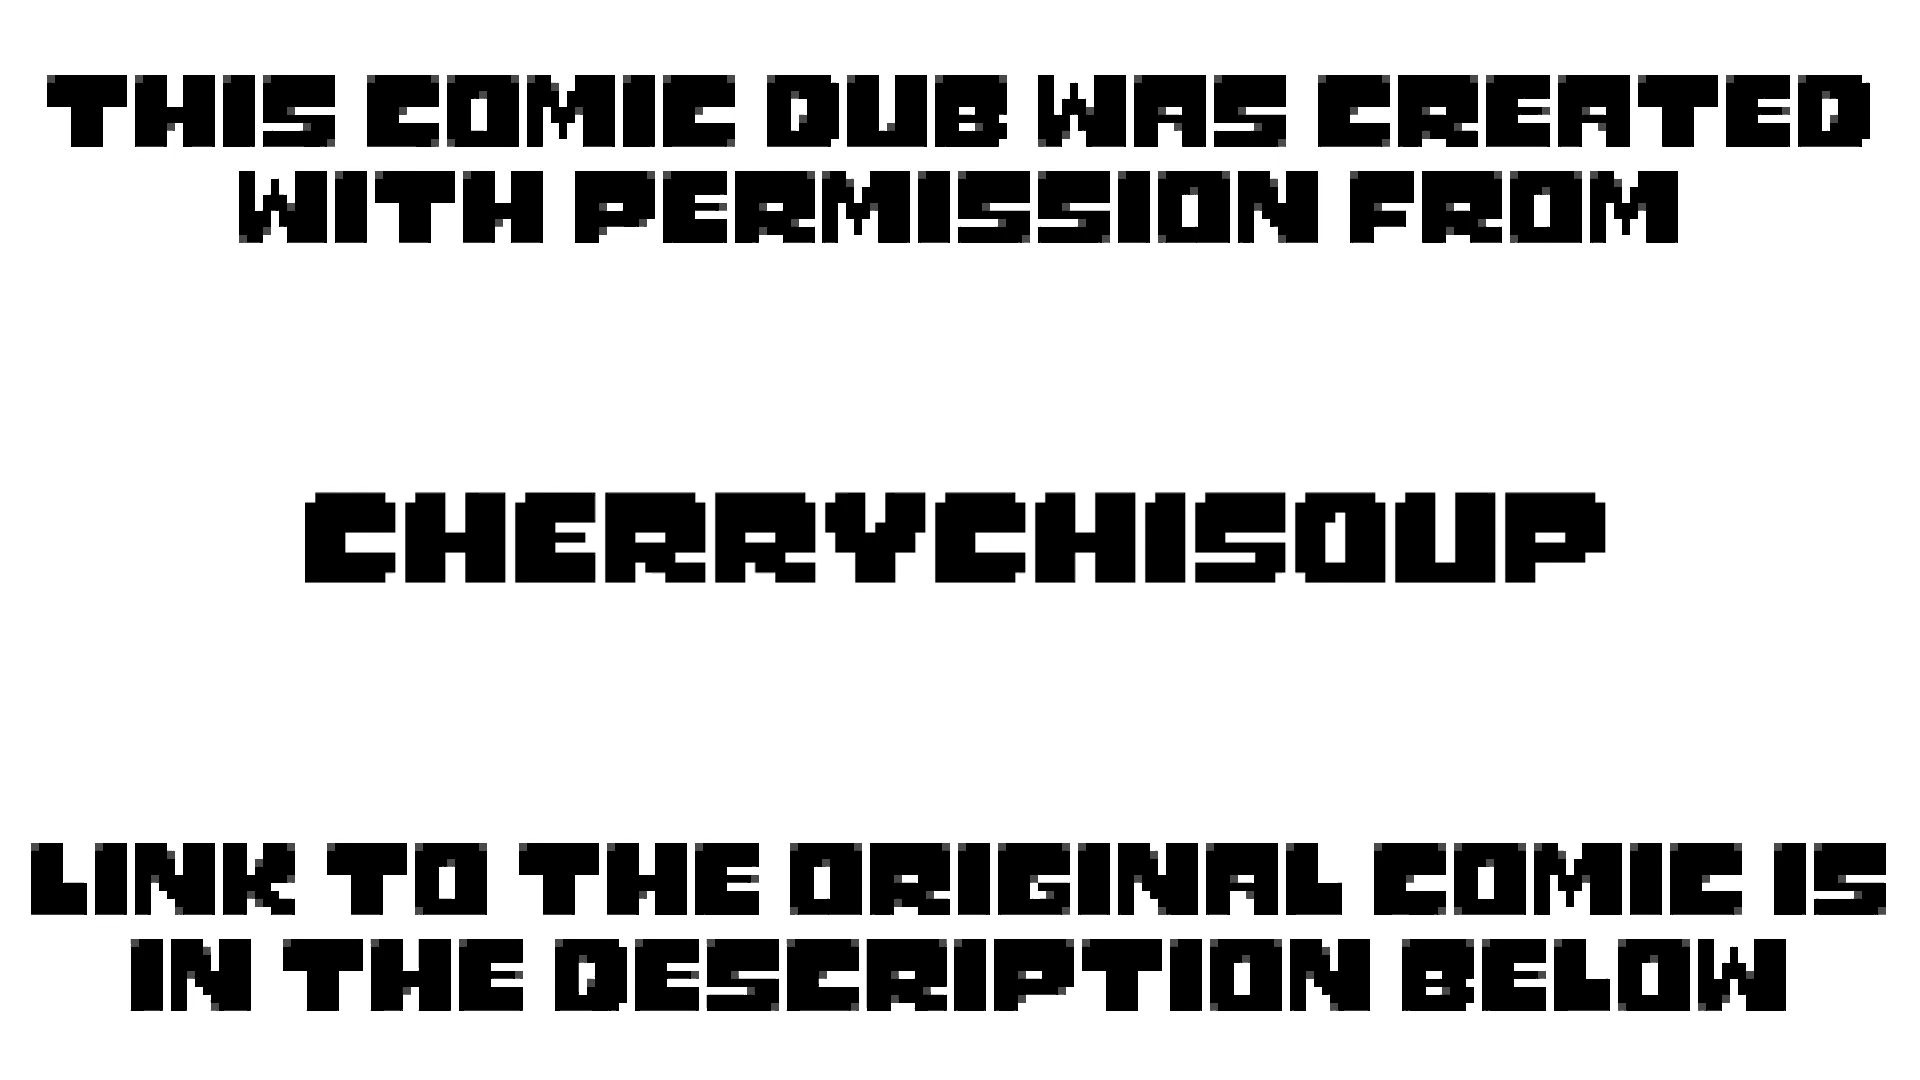 THIS COMIC DUB WAS CREATED
WITH PERMISSION FROM
CHERRYCHISOUP
LINK TO THE ORIGINAL COMIC IS
IN THE DESCRIPTION BELOW